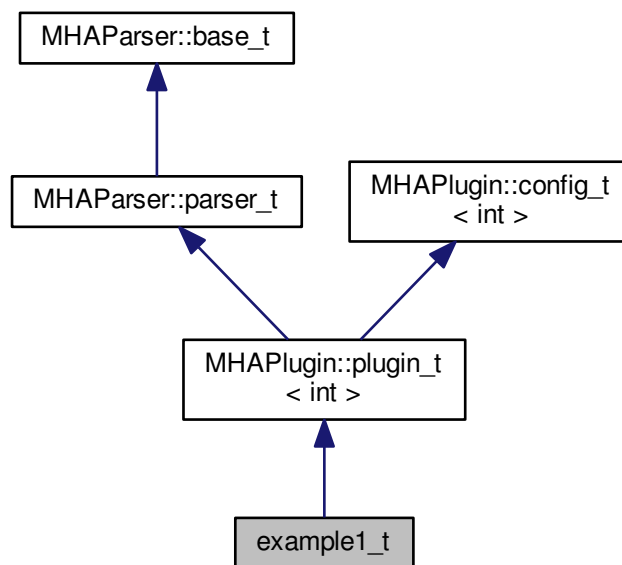 MHAParser::base_t
MHAParser::parser_t
MHAPlugin::config_t
< int >
MHAPlugin::plugin_t
< int >
example1_t